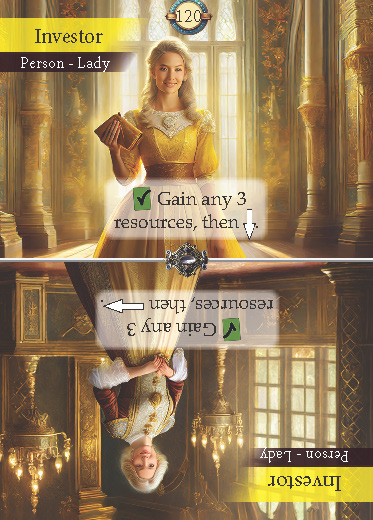 120
Investor
Person - Lady
Gain any 3
resources, then
Investor
Person - Lady
Gain any 3
resources, then
.